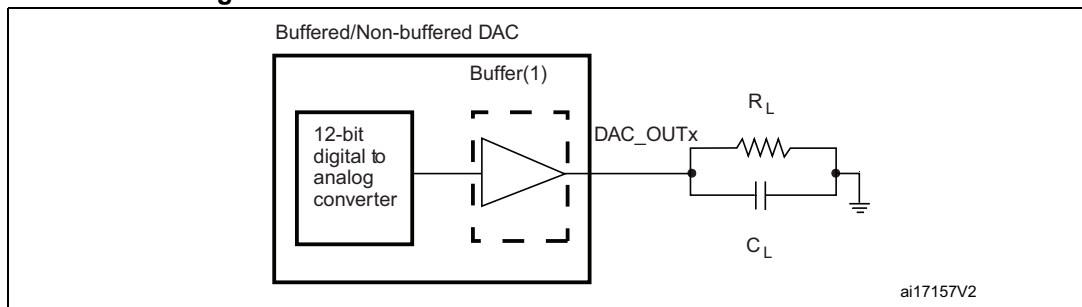 Buffered/Non-buffered DAC
Buffer(1)
12-bit
digital to
analog
converter
DAC_OUTx
R L
C L
ai17157V2